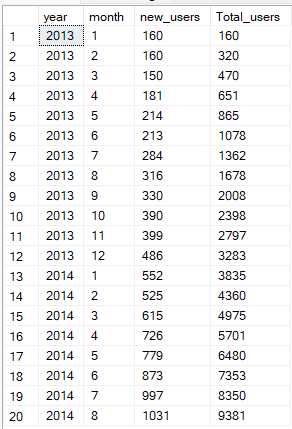 year month new_users Total_users
1 2013 1 160 160
2 2013 2 160 320
3 2013 3 150 470
4 2013 4 181 651
5 2013 5 214 865
6 2013 6 213 1078
7 2013 7 284 1362
8 2013 8 316 1678
9 2013 9 330 2008
10 2013 10 390 2398
11 2013 11 399 2797
12 2013 12 486 3283
13 2014 1 552 3835
14 2014 2 525 4360
15 2014 3 615 4975
16 2014 4 726 5701
17 2014 5 779 6480
18 2014 6 873 7353
19 2014 7 997 8350
20 2014 8 1031 9381